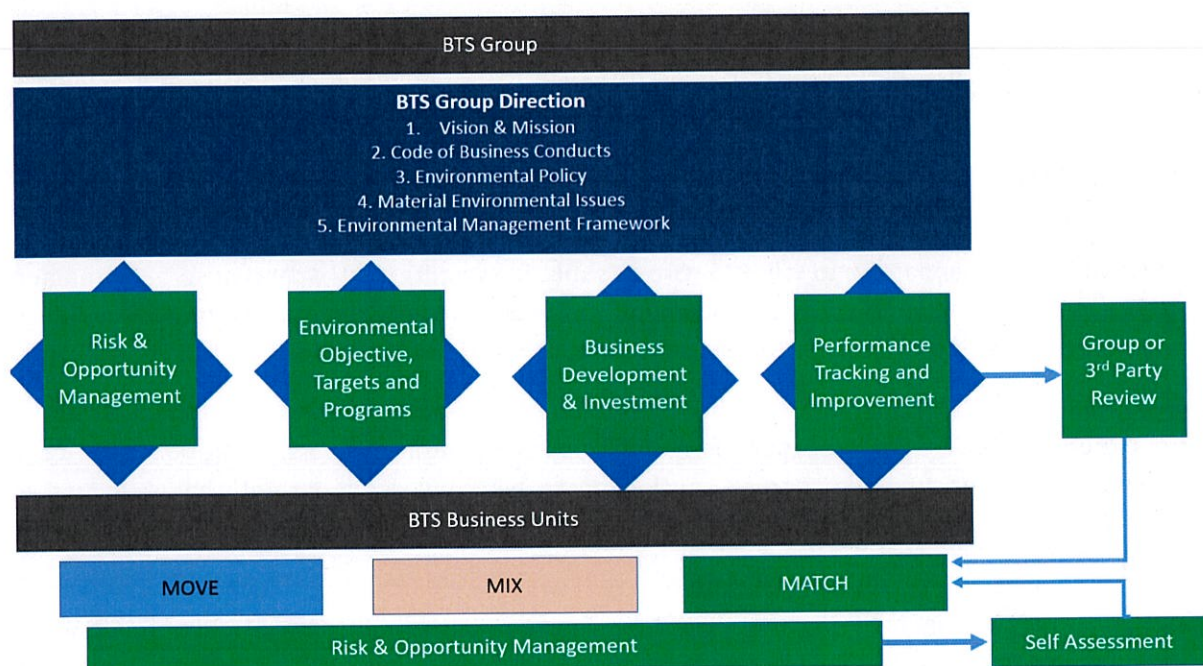 BTS Group
BTS Group Direction
1. Vision & Mission
2. Code of Business Conducts
3. Environmental Policy
4. Material Environmental Issues
5. Environmental Management Framework
Risk &
Opportunity
Management
Environmental
Objective,
Targets and
Programs
Business
Development
& Investment
Performance
Tracking and
Improvement
Group or
3rd Party
Review
BTS Business Units
MOVE
MIX
MATCH
Risk & Opportunity Management
Self Assessment